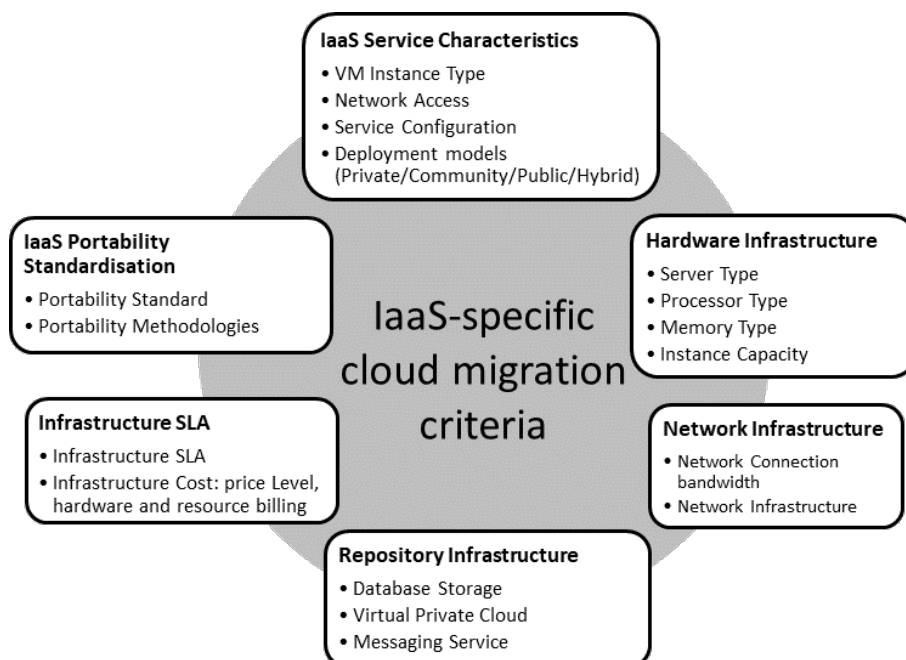 IaaS Service Characteristics
• VM Instance Type
• Network Access
• Service Configuration
• Deployment models
(Private/Community/Public/Hybrid)
IaaS Portability
Standardisation
• Portability Standard
• Portability Methodologies
Hardware Infrastructure
• Server Type
• Processor Type
• Memory Type
• Instance Capacity
IaaS-specific
cloud migration
criteria
Infrastructure SLA
• Infrastructure SLA
• Infrastructure Cost: price Level,
hardware and resource billing
Network Infrastructure
• Network Connection
bandwidth
• Network Infrastructure
Repository Infrastructure
• Database Storage
• Virtual Private Cloud
• Messaging Service